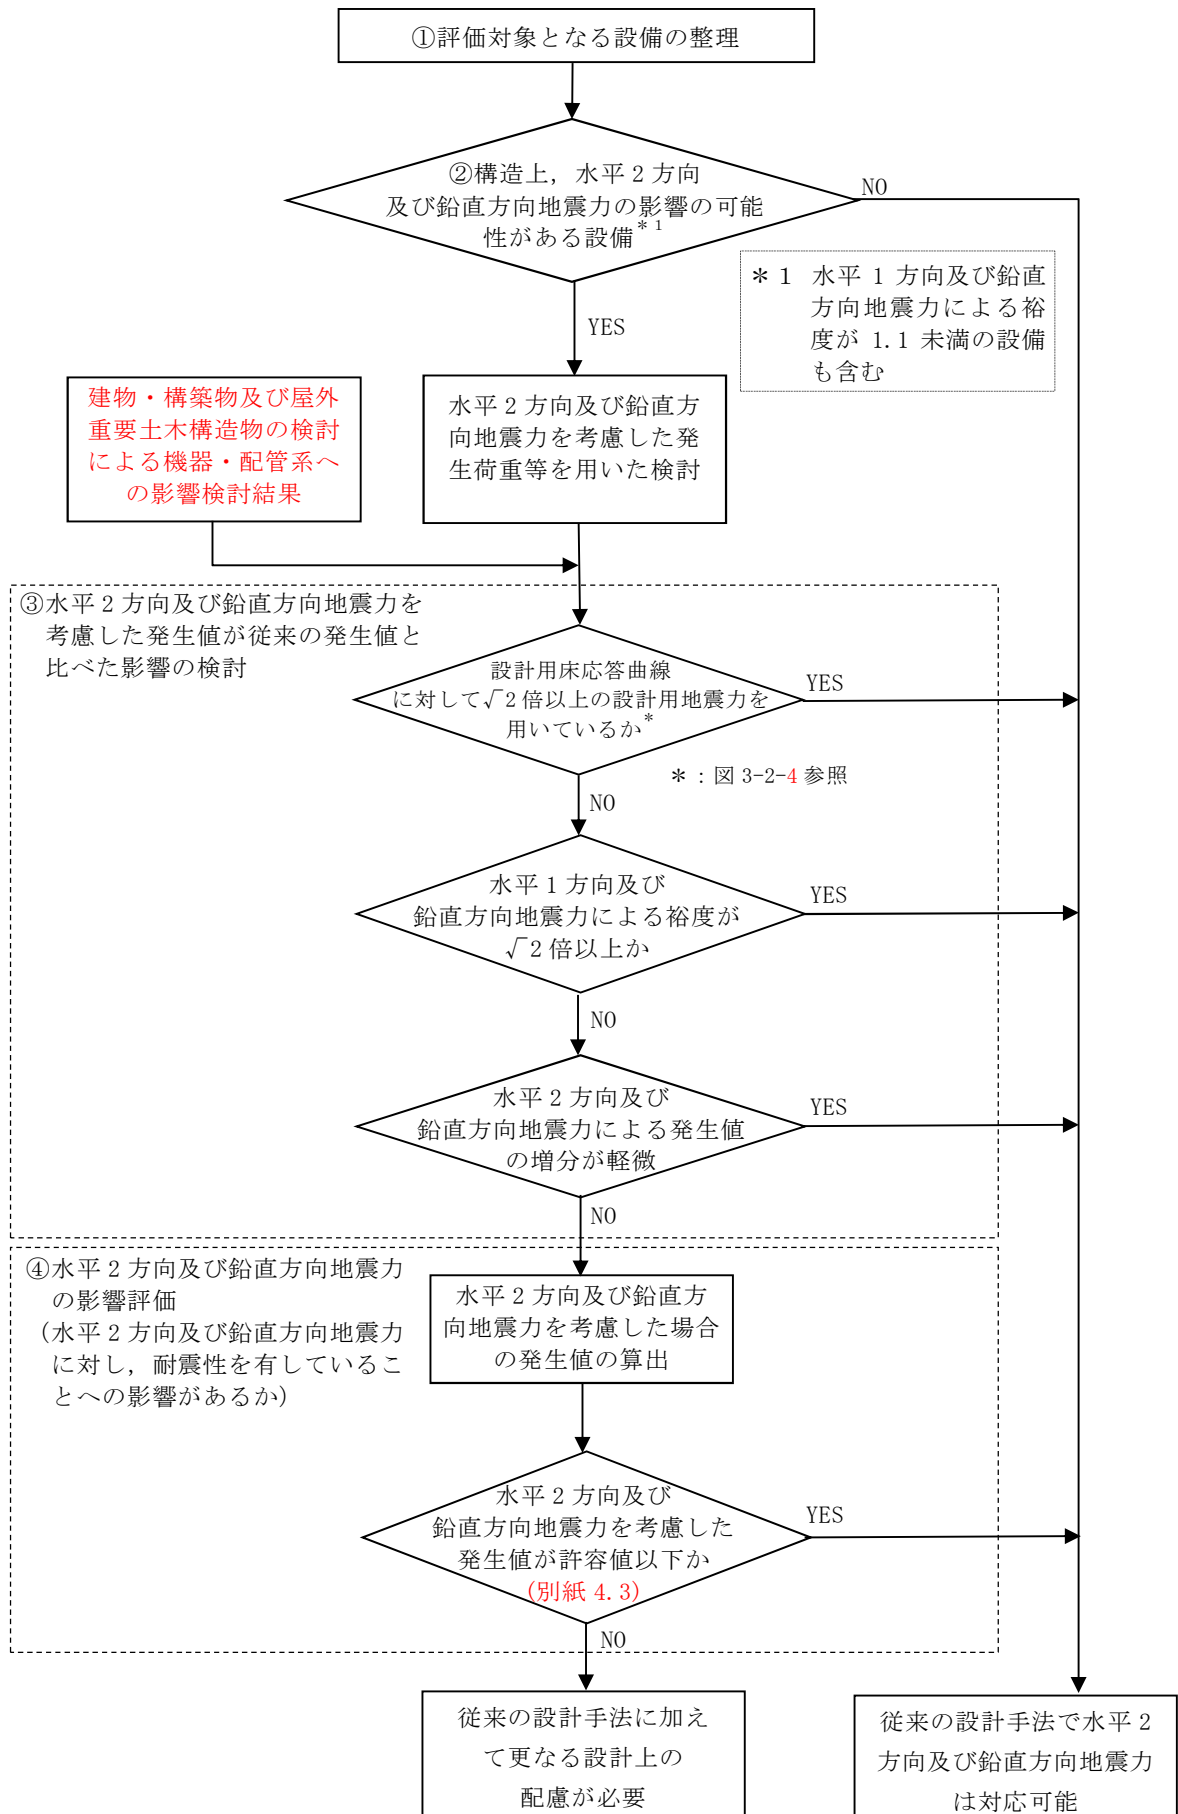 ①評価対象となる設備の整理
②構造上，水平 2 方向
及び鉛直方向地震力の影響の可能
性がある設備＊1
NO
＊１ 水平 1 方向及び鉛直
方向地震力による裕
度が 1.1 未満の設備
も含む
YES
建物・構築物及び屋外
重要土木構造物の検討
による機器・配管系へ
の影響検討結果
水平 2 方向及び鉛直方
向地震力を考慮した発
生荷重等を用いた検討
③水平 2 方向及び鉛直方向地震力を
考慮した発生値が従来の発生値と
比べた影響の検討
設計用床応答曲線
に対して√2 倍以上の設計用地震力を
用いているか＊
YES
＊：図 3-2-4 参照
NO
水平 1 方向及び
鉛直方向地震力による裕度が
√2 倍以上か
YES
NO
水平 2 方向及び
鉛直方向地震力による発生値
の増分が軽微
YES
NO
④水平 2 方向及び鉛直方向地震力
の影響評価
（水平 2 方向及び鉛直方向地震力
に対し，耐震性を有しているこ
とへの影響があるか）
水平 2 方向及び鉛直方
向地震力を考慮した場合
の発生値の算出
水平 2 方向及び
鉛直方向地震力を考慮した
発生値が許容値以下か
(別紙 4.3)
YES
NO
従来の設計手法に加え
て更なる設計上の
配慮が必要
従来の設計手法で水平 2
方向及び鉛直方向地震力
は対応可能